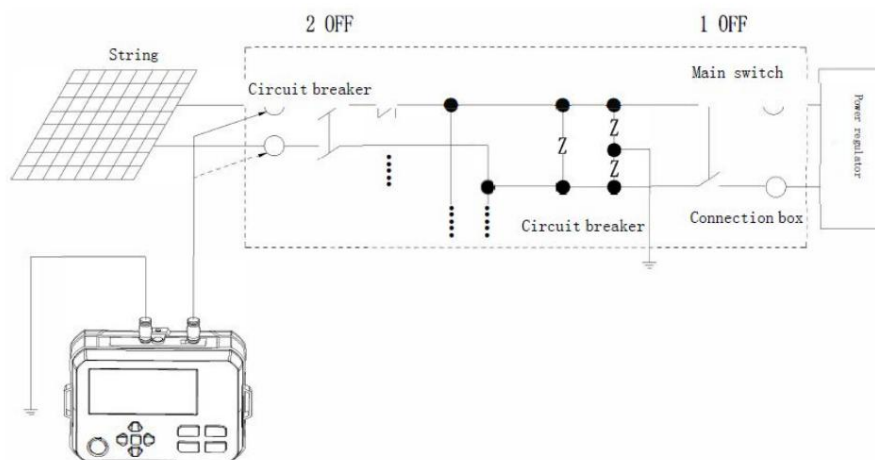 2 OFF
1 OFF
String
Circuit breaker
Main switch
Power regulator
Z
Z
Z
Circuit breaker
Connection box